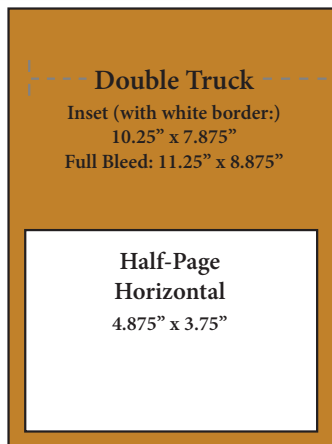 Double Truck
Inset (with white border:)
10.25” x 7.875”
Full Bleed: 11.25” x 8.875”
Half-Page
Horizontal
4.875” x 3.75”